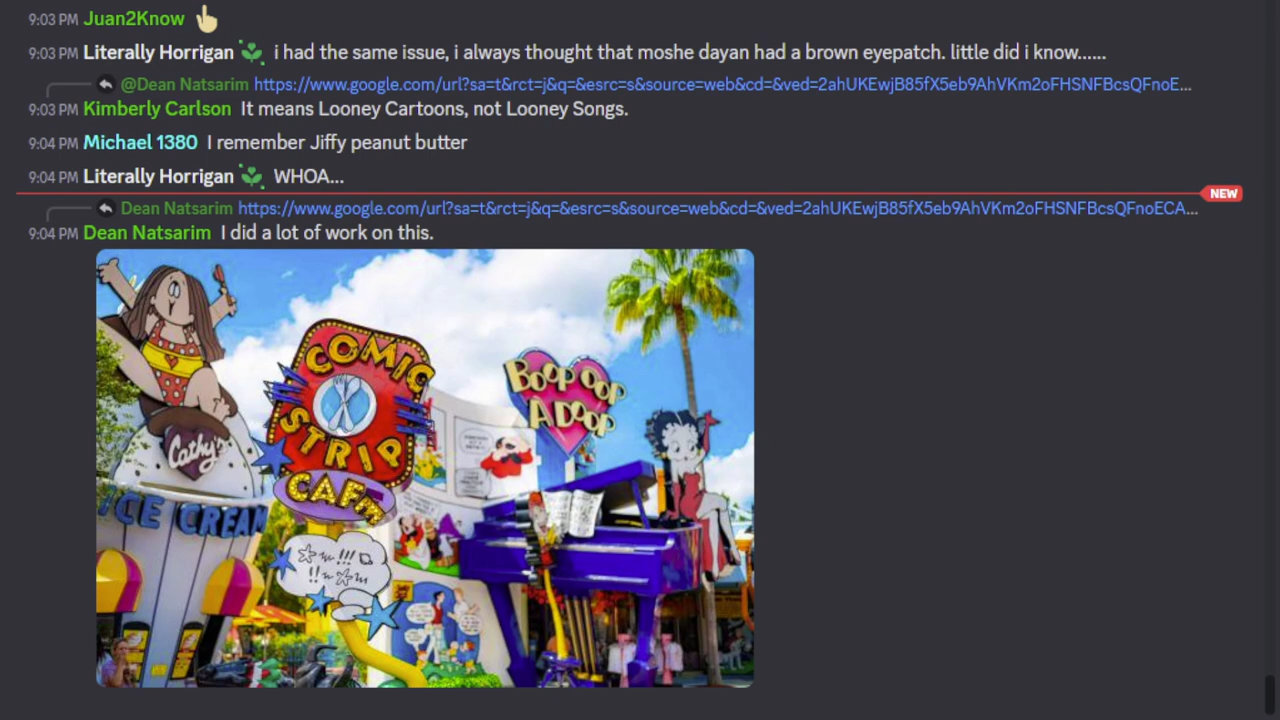 9:03 PM Juan2Know
9:03 PM Literally Horrigan i had the same issue, i always thought that moshe dayan had a brown eyepatch. little did i know......
@Dean Natsarim https://www.google.com/url?sa=t&rct=j&q=&esrc=s&source=web&cd=&ved=2ahUKEwjB85fX5eb9AhVKm2oFHSNFBcsQFnoE...
9:03 PM Kimberly Carlson It means Looney Cartoons, not Looney Songs.
9:04 PM Michael 1380 I remember Jiffy peanut butter
9:04 PM Literally Horrigan WHOA...
NEW
Dean Natsarim https://www.google.com/url?sa=t&rct=j&q=&esrc=s&source=web&cd=&ved=2ahUKEwjB85fX5eb9AhVKm2oFHSNFBcsQFnoECA...
9:04 PM Dean Natsarim I did a lot of work on this.
COMIC
STRIP
CAFE
BOOP OOP
A DOOP
Cathy's
ICE CREAM